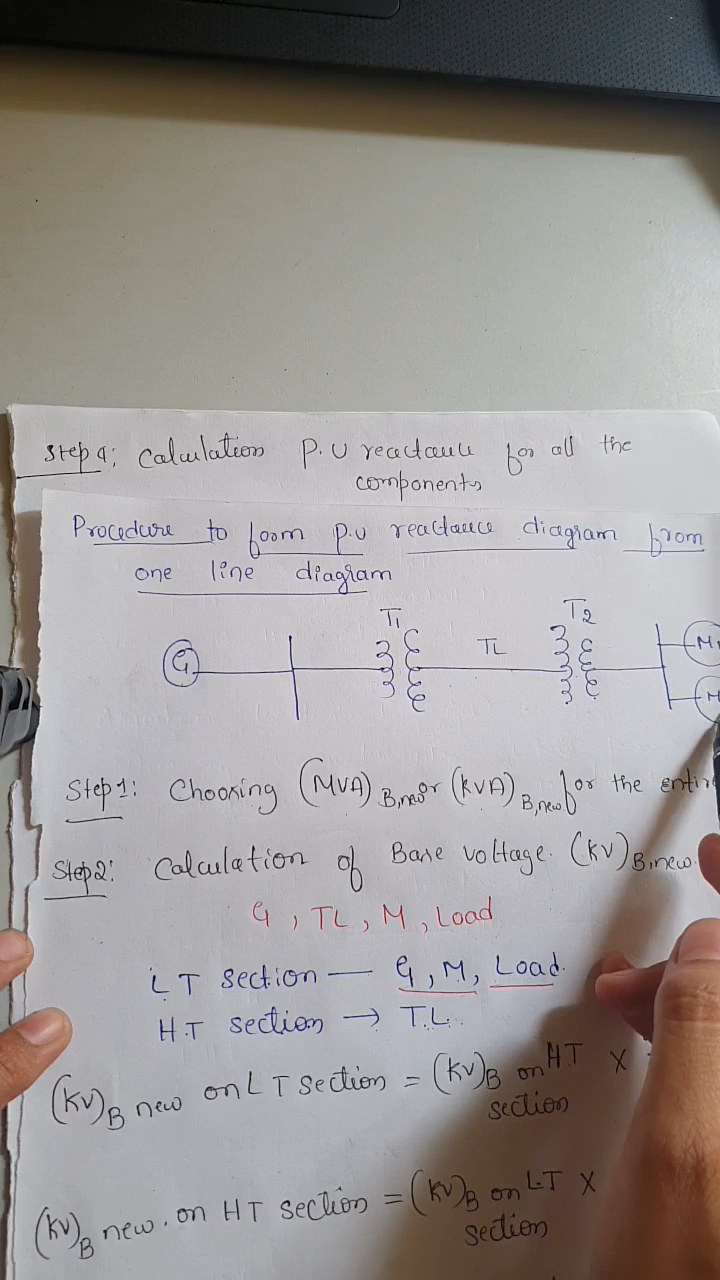 Step 4: Calculation P.U reactance for all the
components
Procedure to form p.u reactance diagram from
one line diagram
G T1 TL T2 M1
M
Step 1: Choosing (MVA) B,new or (KVA) B,new for the entire
Step 2: Calculation of Base voltage. (KV) B,new.
G, TL, M, Load
LT section — G, M, Load.
H.T section → T.L.
(KV)B new on LT section = (KV)B on HT X
section
(KV)B new. on HT section = (KV)B on L.T X
section